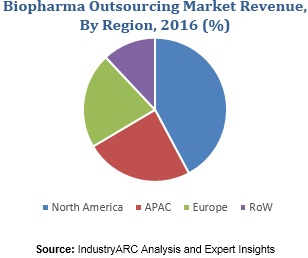 Biopharma Outsourcing Market Revenue,
By Region, 2016 (%)
North America APAC Europe RoW
Source: IndustryARC Analysis and Expert Insights